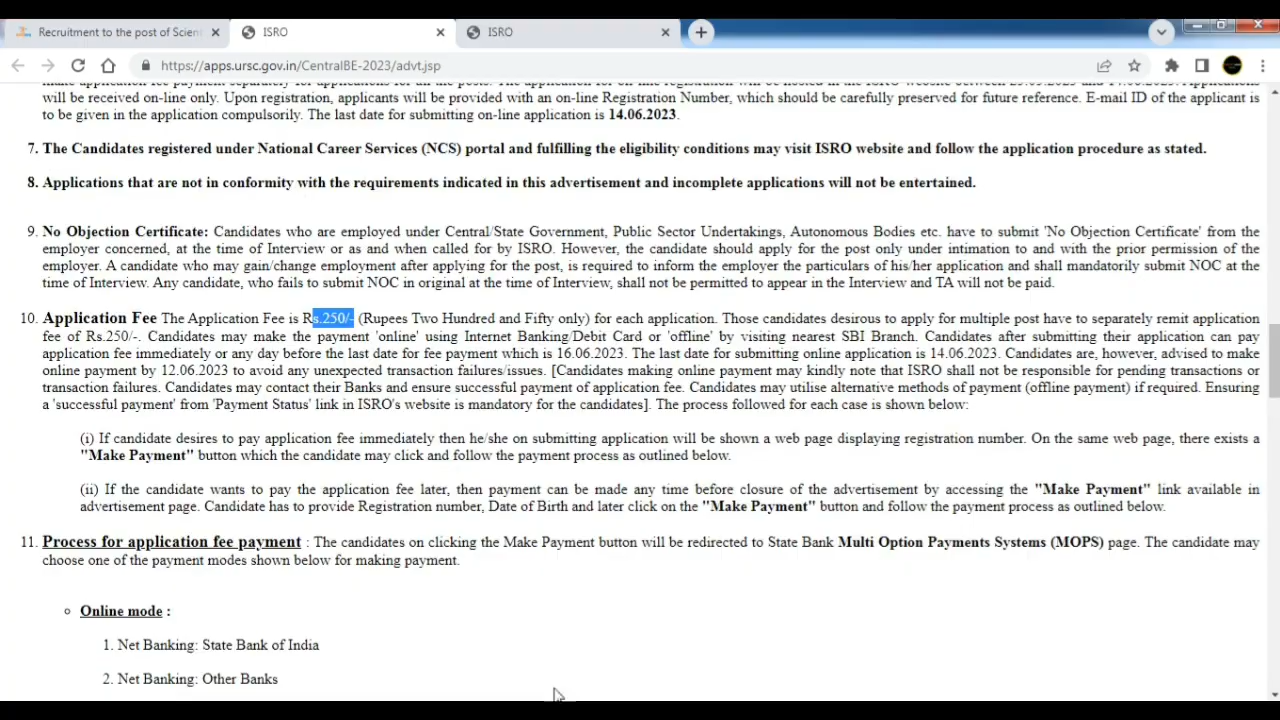 Recruitment to the post of Scien
ISRO
ISRO
https://apps.ursc.gov.in/CentralBE-2023/advt.jsp
will be received on-line only. Upon registration, applicants will be provided with an on-line Registration Number, which should be carefully preserved for future reference. E-mail ID of the applicant is
to be given in the application compulsorily. The last date for submitting on-line application is 14.06.2023.
7. The Candidates registered under National Career Services (NCS) portal and fulfilling the eligibility conditions may visit ISRO website and follow the application procedure as stated.
8. Applications that are not in conformity with the requirements indicated in this advertisement and incomplete applications will not be entertained.
9. No Objection Certificate: Candidates who are employed under Central/State Government, Public Sector Undertakings, Autonomous Bodies etc. have to submit 'No Objection Certificate' from the
employer concerned, at the time of Interview or as and when called for by ISRO. However, the candidate should apply for the post only under intimation to and with the prior permission of the
employer. A candidate who may gain/change employment after applying for the post, is required to inform the employer the particulars of his/her application and shall mandatorily submit NOC at the
time of Interview. Any candidate, who fails to submit NOC in original at the time of Interview, shall not be permitted to appear in the Interview and TA will not be paid.
10. Application Fee The Application Fee is Rs.250/- (Rupees Two Hundred and Fifty only) for each application. Those candidates desirous to apply for multiple post have to separately remit application
fee of Rs.250/-. Candidates may make the payment 'online' using Internet Banking/Debit Card or 'offline' by visiting nearest SBI Branch. Candidates after submitting their application can pay
application fee immediately or any day before the last date for fee payment which is 16.06.2023. The last date for submitting online application is 14.06.2023. Candidates are, however, advised to make
online payment by 12.06.2023 to avoid any unexpected transaction failures/issues. [Candidates making online payment may kindly note that ISRO shall not be responsible for pending transactions or
transaction failures. Candidates may contact their Banks and ensure successful payment of application fee. Candidates may utilise alternative methods of payment (offline payment) if required. Ensuring
a 'successful payment' from 'Payment Status' link in ISRO's website is mandatory for the candidates]. The process followed for each case is shown below:
(i) If candidate desires to pay application fee immediately then he/she on submitting application will be shown a web page displaying registration number. On the same web page, there exists a
"Make Payment" button which the candidate may click and follow the payment process as outlined below.
(ii) If the candidate wants to pay the application fee later, then payment can be made any time before closure of the advertisement by accessing the "Make Payment" link available in
advertisement page. Candidate has to provide Registration number, Date of Birth and later click on the "Make Payment" button and follow the payment process as outlined below.
11. Process for application fee payment : The candidates on clicking the Make Payment button will be redirected to State Bank Multi Option Payments Systems (MOPS) page. The candidate may
choose one of the payment modes shown below for making payment.
Online mode :
1. Net Banking: State Bank of India
2. Net Banking: Other Banks